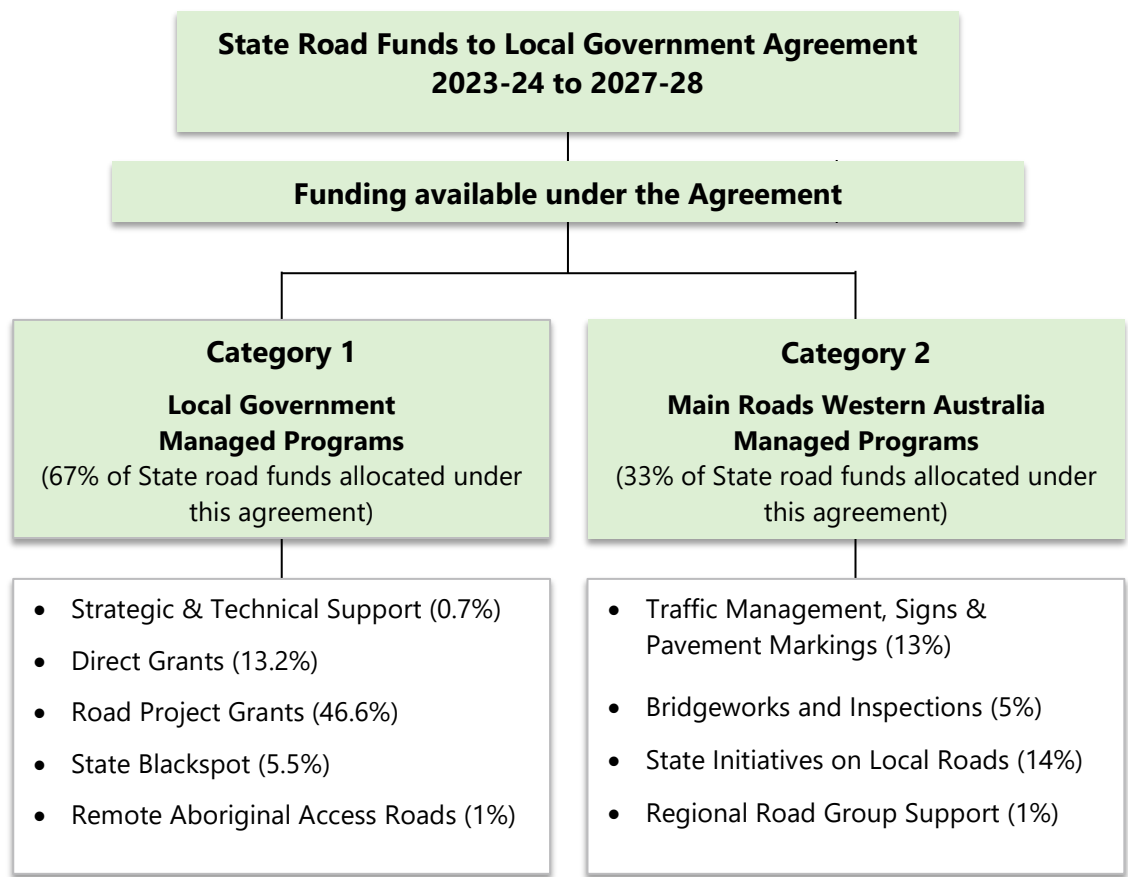 State Road Funds to Local Government Agreement
2023-24 to 2027-28
Funding available under the Agreement
Category 1
Local Government
Managed Programs
(67% of State road funds allocated under
this agreement)
Category 2
Main Roads Western Australia
Managed Programs
(33% of State road funds allocated under
this agreement)
• Strategic & Technical Support (0.7%)
• Direct Grants (13.2%)
• Road Project Grants (46.6%)
• State Blackspot (5.5%)
• Remote Aboriginal Access Roads (1%)
• Traffic Management, Signs &
Pavement Markings (13%)
• Bridgeworks and Inspections (5%)
• State Initiatives on Local Roads (14%)
• Regional Road Group Support (1%)